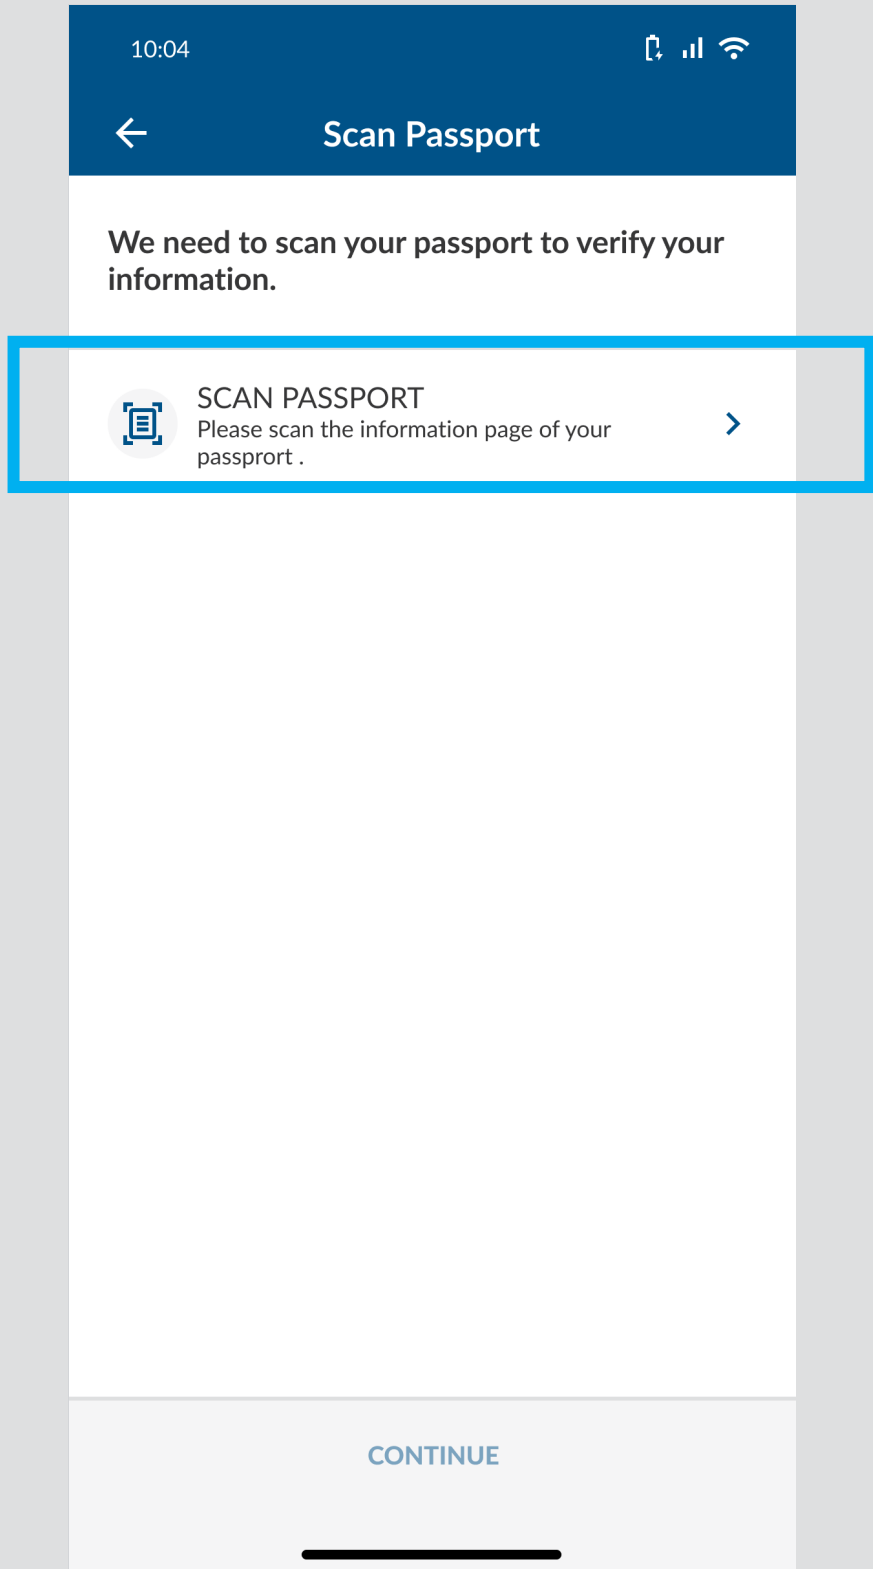 10:04
Scan Passport
We need to scan your passport to verify your
information.
SCAN PASSPORT
Please scan the information page of your
passprort .
CONTINUE